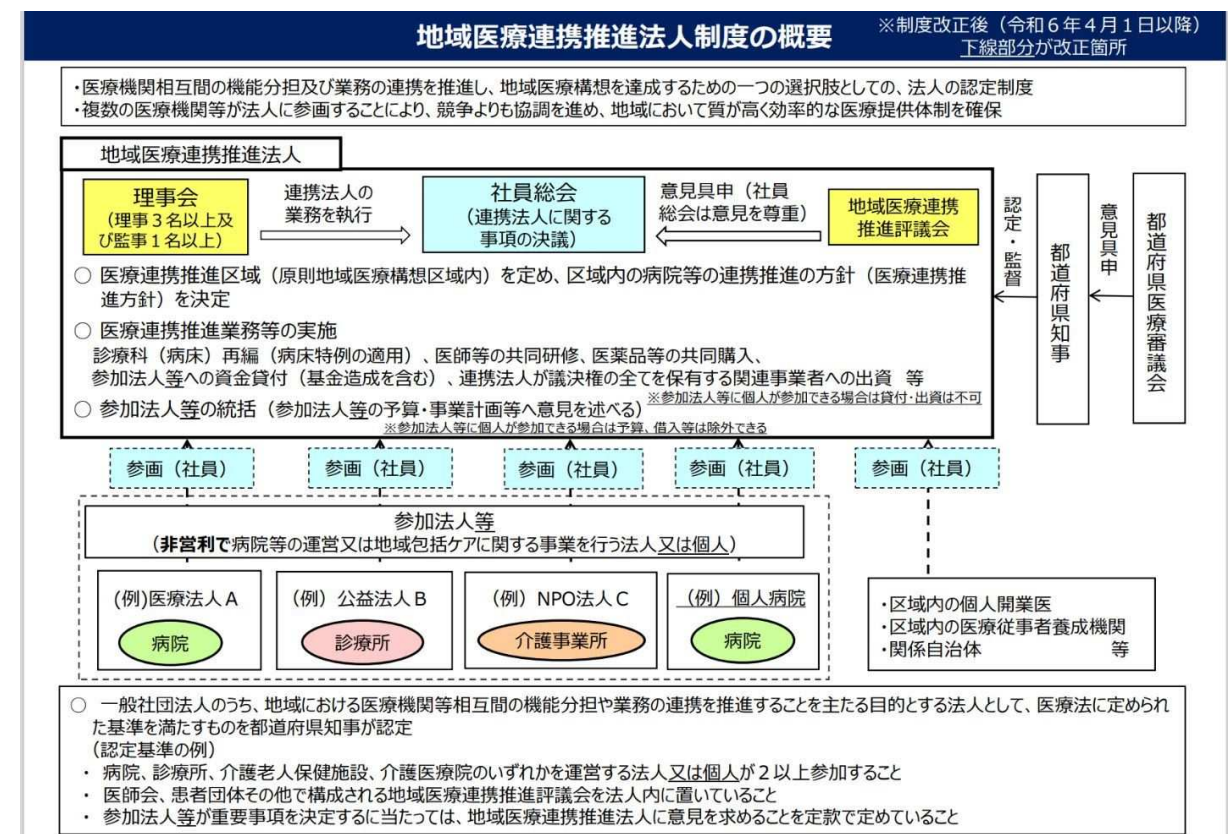 地域医療連携推進法人制度の概要
※制度改正後（令和６年４月１日以降）
下線部分が改正箇所
・医療機関相互間の機能分担及び業務の連携を推進し、地域医療構想を達成するための一つの選択肢としての、法人の認定制度
・複数の医療機関等が法人に参画することにより、競争よりも協調を進め、地域において質が高く効率的な医療提供体制を確保
地域医療連携推進法人
理事会
（理事３名以上及
び監事１名以上）
連携法人の
業務を執行
社員総会
（連携法人に関する
事項の決議）
意見具申（社員
総会は意見を尊重）
地域医療連携
推進評議会
認定・監督
都道府県知事
意見具申
都道府県医療審議会
○ 医療連携推進区域（原則地域医療構想区域内）を定め、区域内の病院等の連携推進の方針（医療連携推
進方針）を決定
○ 医療連携推進業務等の実施
診療科（病床）再編（病床特例の適用）、医師等の共同研修、医薬品等の共同購入、
参加法人等への資金貸付（基金造成を含む）、連携法人が議決権の全てを保有する関連事業者への出資 等
※参加法人等に個人が参加できる場合は貸付・出資は不可
○ 参加法人等の統括（参加法人等の予算・事業計画等へ意見を述べる）
※参加法人等に個人が参加できる場合は予算、借入等は除外できる
参画（社員）
参画（社員）
参画（社員）
参画（社員）
参画（社員）
参加法人等
（非営利で病院等の運営又は地域包括ケアに関する事業を行う法人又は個人）
(例)医療法人Ａ
病院
(例) 公益法人Ｂ
診療所
(例) NPO法人Ｃ
介護事業所
(例) 個人病院
病院
・区域内の個人開業医
・区域内の医療従事者養成機関
・関係自治体 等
○ 一般社団法人のうち、地域における医療機関等相互間の機能分担や業務の連携を推進することを主たる目的とする法人として、医療法に定められ
た基準を満たすものを都道府県知事が認定
（認定基準の例）
・ 病院、診療所、介護老人保健施設、介護医療院のいずれかを運営する法人又は個人が２以上参加すること
・ 医師会、患者団体その他で構成される地域医療連携推進評議会を法人内に置いていること
・ 参加法人等が重要事項を決定するに当たっては、地域医療連携推進法人に意見を求めることを定款で定めていること